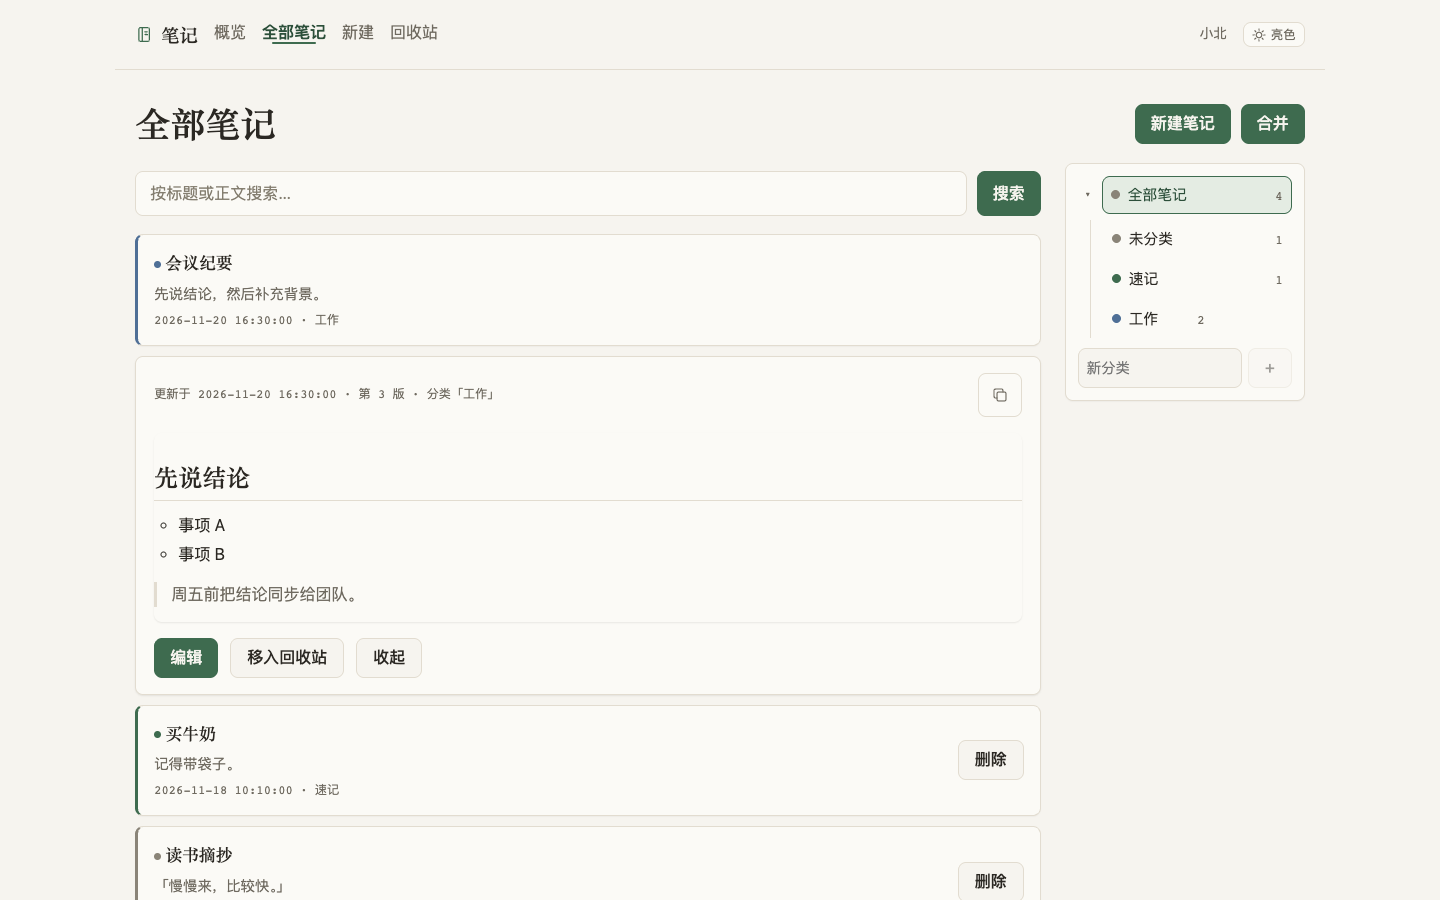 笔记 概览 全部笔记 新建 回收站 小北 亮色
全部笔记
新建笔记 合并
按标题或正文搜索...
搜索
会议纪要
先说结论，然后补充背景。
2026-11-20 16:30:00 · 工作
更新于 2026-11-20 16:30:00 · 第 3 版 · 分类「工作」
先说结论
事项 A
事项 B
周五前把结论同步给团队。
编辑 移入回收站 收起
买牛奶
记得带袋子。
2026-11-18 10:10:00 · 速记
删除
读书摘抄
「慢慢来，比较快。」
删除
全部笔记 4
未分类 1
速记 1
工作 2
新分类 +